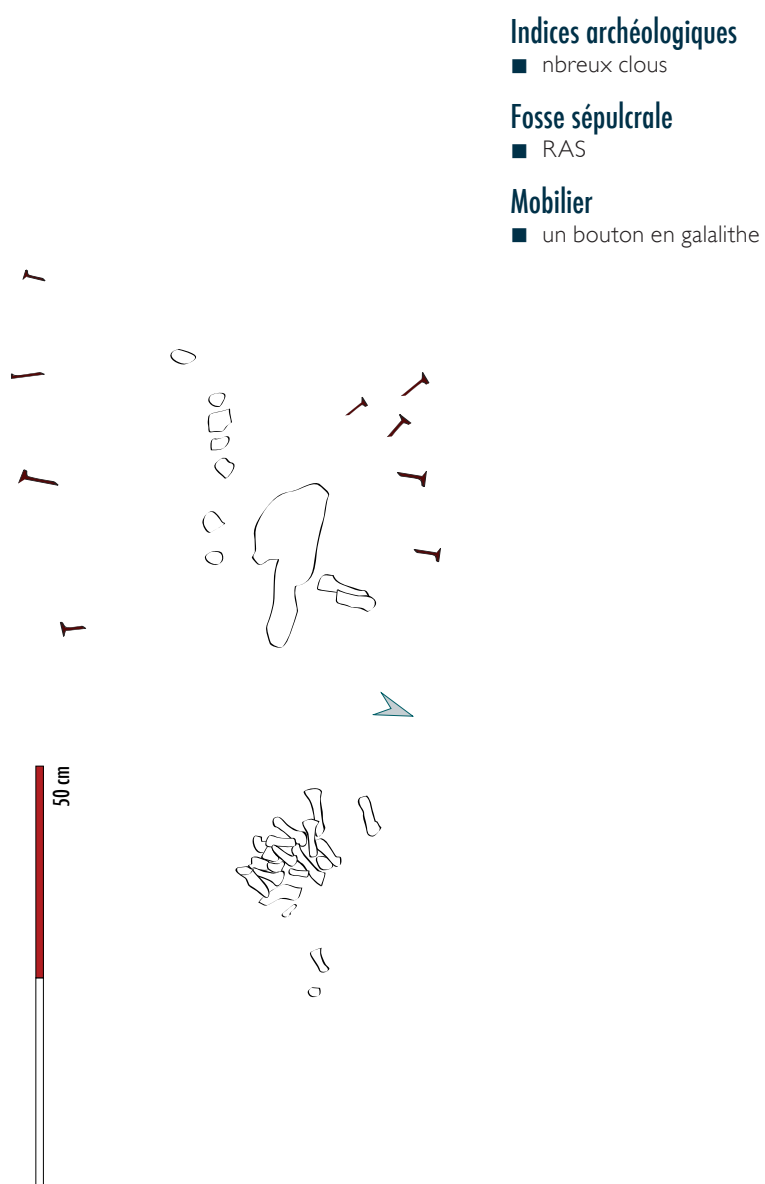 Indices archéologiques
■ nbreux clous
Fosse sépulcrale
■ RAS
Mobilier
■ un bouton en galalithe
50 cm